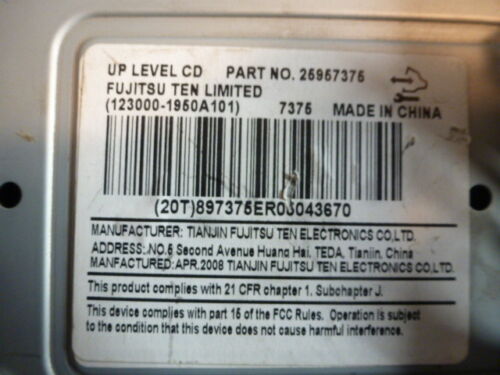 UP LEVEL CD PART NO. 25957375
FUJITSU TEN LIMITED
(123000-1950A101) 7375 MADE IN CHINA
(20T)897375ER0J043670
MANUFACTURER: TIANJIN FUJITSU TEN ELECTRONICS CO,LTD.
ADDRESS:.NO.6 Second Avenue Huang Hai, TEDA, Tianjin, China
MANFACTURED:APR.2008 TIANJIN FUJITSU TEN ELECTRONICS CO,LTD.
This product complies with 21 CFR chapter 1. Subchapter J.
This device complies with part 15 of the FCC Rules. Operation is subject
to the condition that this device does not cause harmful interference.